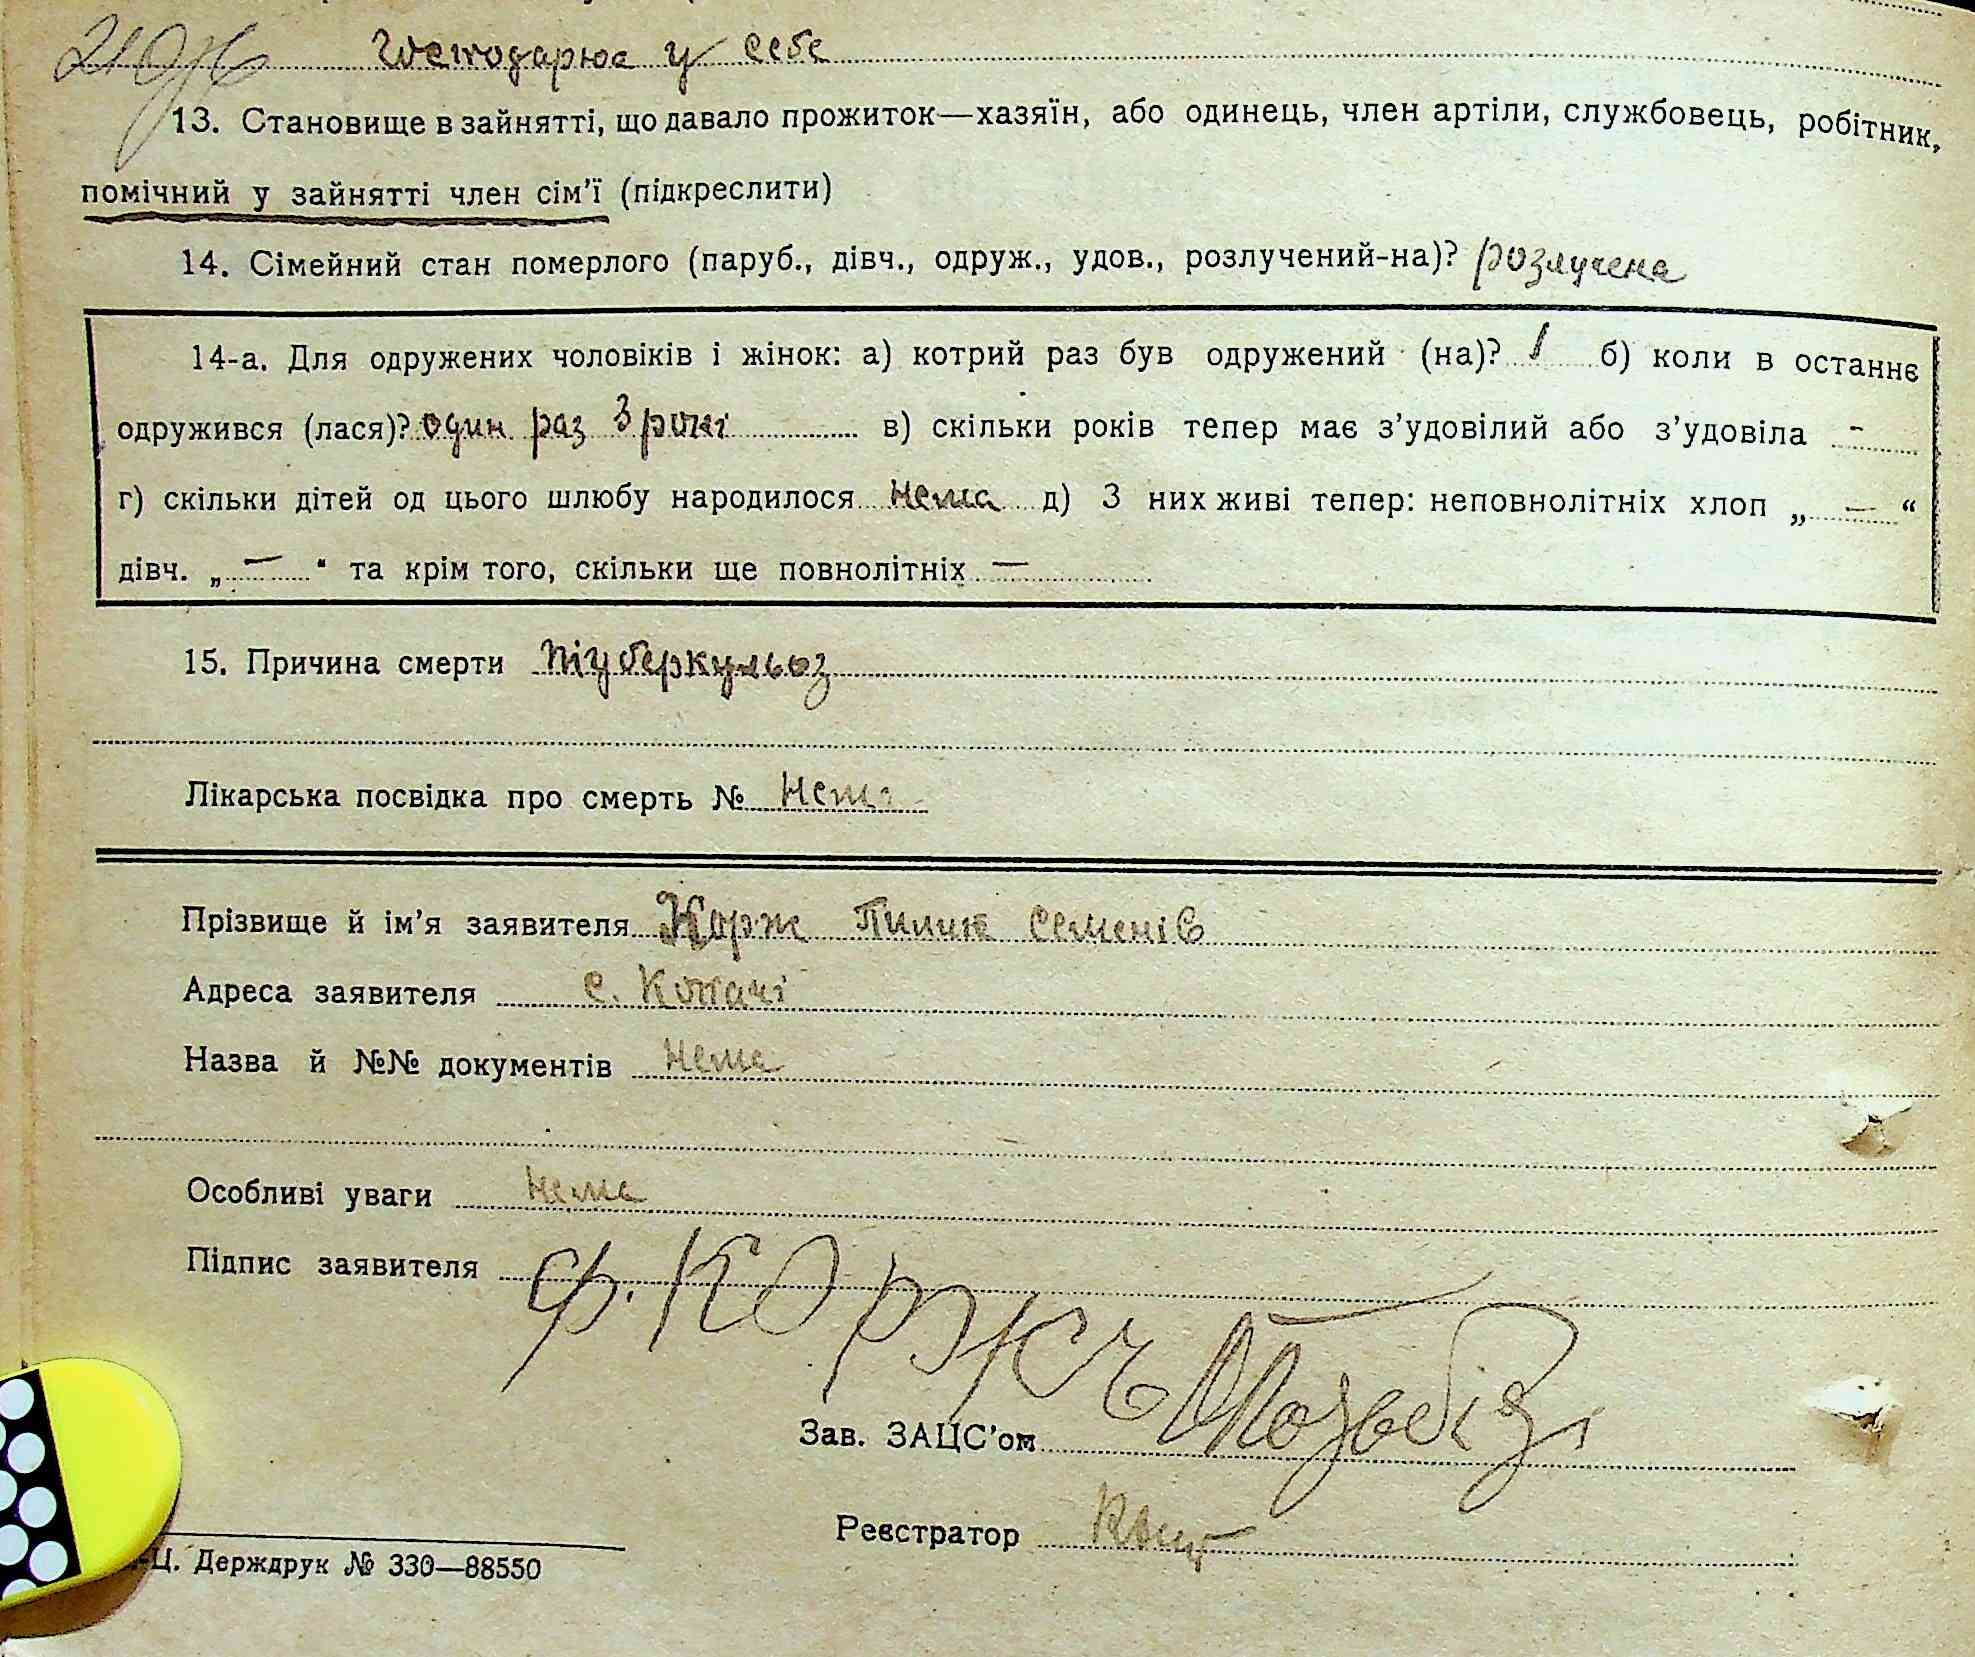 у себе
13. Становище в зайнятті, що давало прожиток—хазяїн, або одинець, член артіли, службовець, робітник,
помічний у зайнятті член сім'ї (підкреслити)
14. Сімейний стан померлого (паруб., дівч., одруж., удов., розлучений-на)? розлучена
14-а. Для одружених чоловіків і жінок: а) котрий раз був одружений (на)? 1 б) коли в останнє
одружився (лася)? один раз 3 роки в) скільки років тепер має з'удовілий або з'удовіла -
г) скільки дітей од цього шлюбу народилося нема д) З них живі тепер: неповнолітніх хлоп „ — “
дівч. „ — “ та крім того, скільки ще повнолітніх —
15. Причина смерти туберкульоз
Лікарська посвідка про смерть № Нема
Прізвище й ім'я заявителя Корж Пилип Семенів
Адреса заявителя с. Копачі
Назва й №№ документів нема
Особливі уваги нема
Підпис заявителя Ф. Коржъ
Зав. ЗАЦС'ом
Реєстратор
-Ц. Держдрук № 330—88550